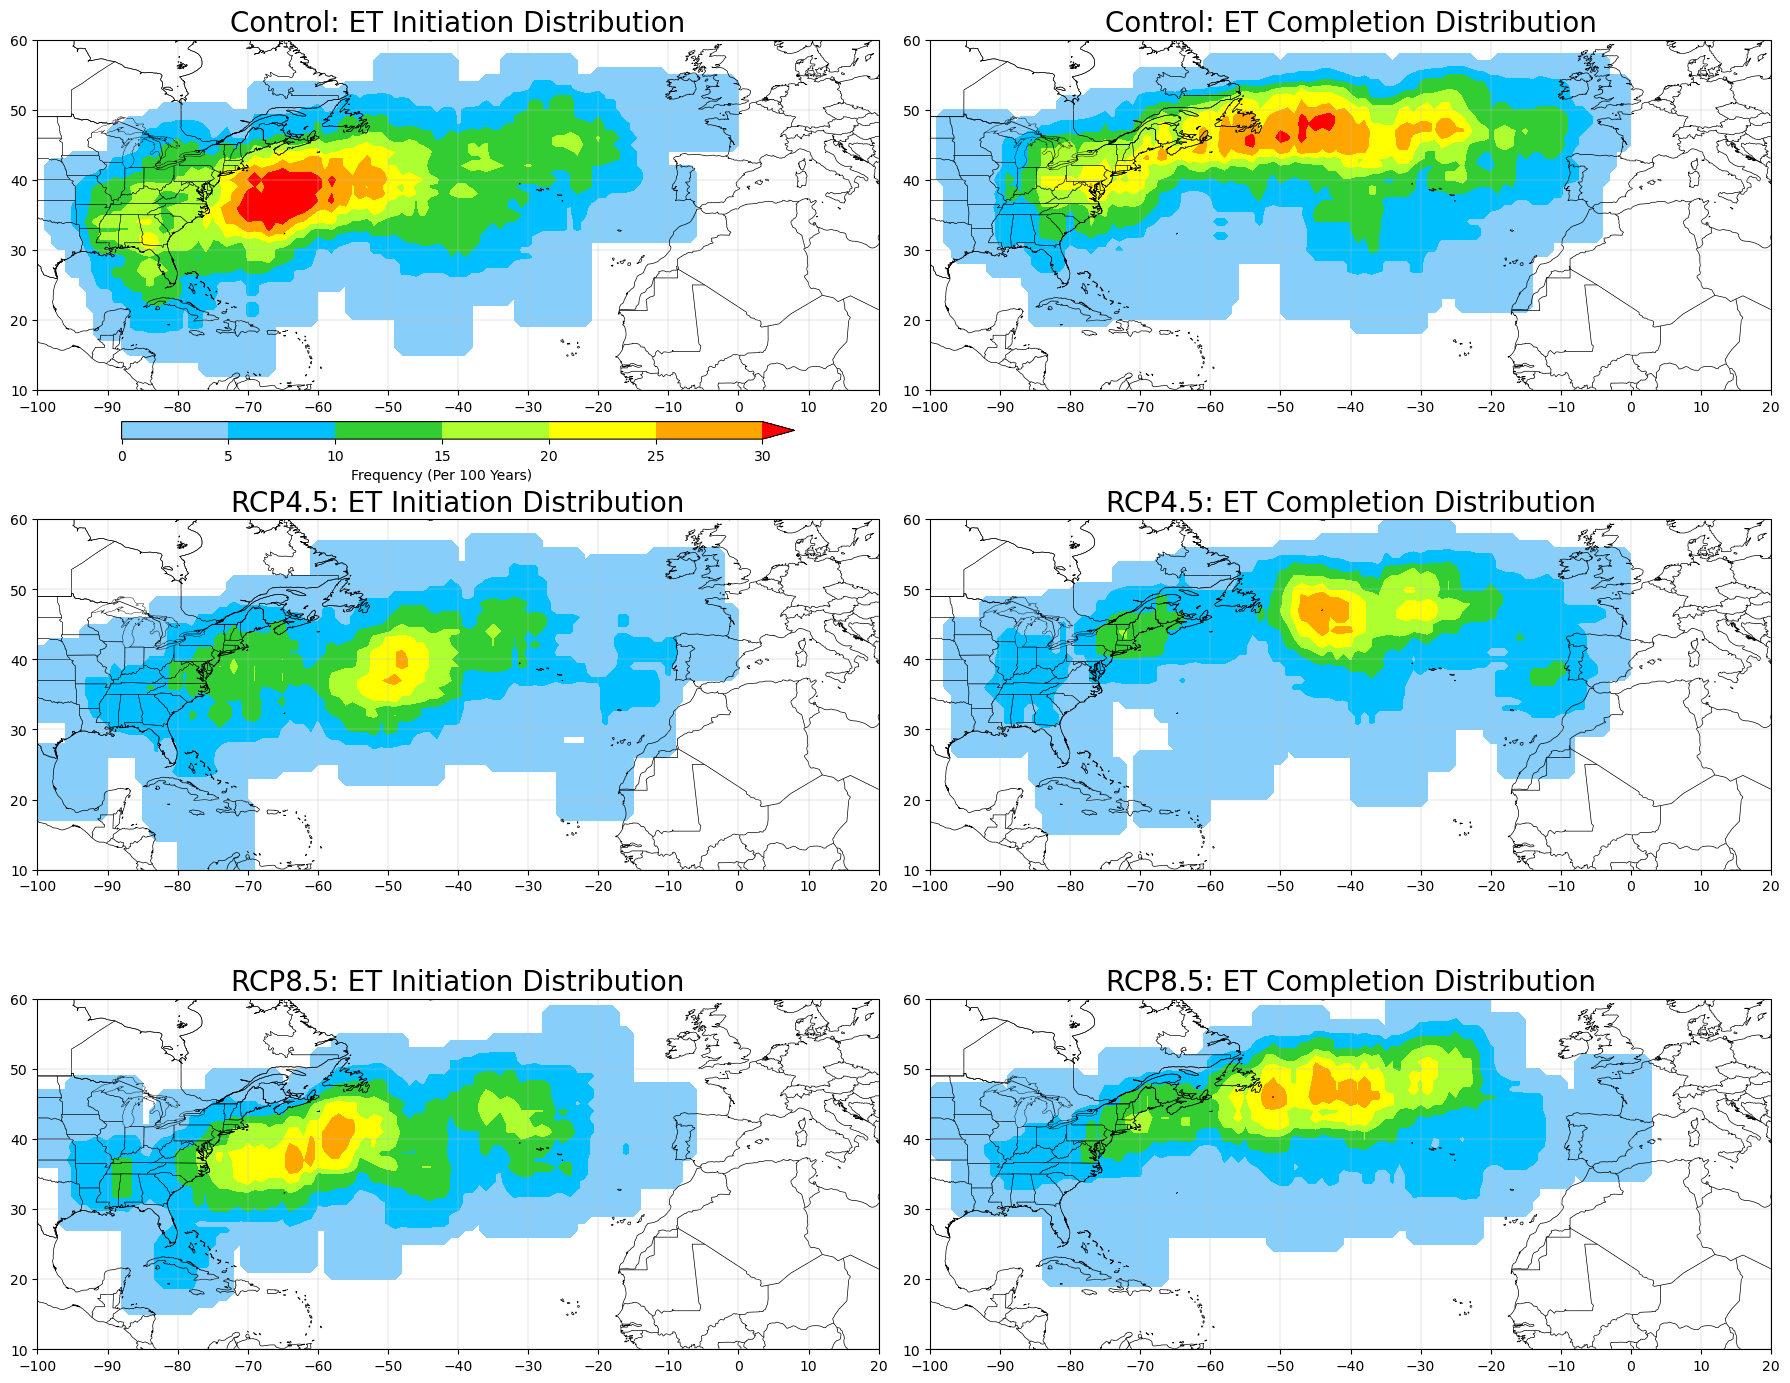 Control: ET Initiation Distribution
60
50
40
30
20
10
−100 −90 −80 −70 −60 −50 −40 −30 −20 −10 0 10 20
0 5 10 15 20 25 30
Frequency (Per 100 Years)
Control: ET Completion Distribution
60
50
40
30
20
10
−100 −90 −80 −70 −60 −50 −40 −30 −20 −10 0 10 20
RCP4.5: ET Initiation Distribution
60
50
40
30
20
10
−100 −90 −80 −70 −60 −50 −40 −30 −20 −10 0 10 20
RCP4.5: ET Completion Distribution
60
50
40
30
20
10
−100 −90 −80 −70 −60 −50 −40 −30 −20 −10 0 10 20
RCP8.5: ET Initiation Distribution
60
50
40
30
20
10
−100 −90 −80 −70 −60 −50 −40 −30 −20 −10 0 10 20
RCP8.5: ET Completion Distribution
60
50
40
30
20
10
−100 −90 −80 −70 −60 −50 −40 −30 −20 −10 0 10 20